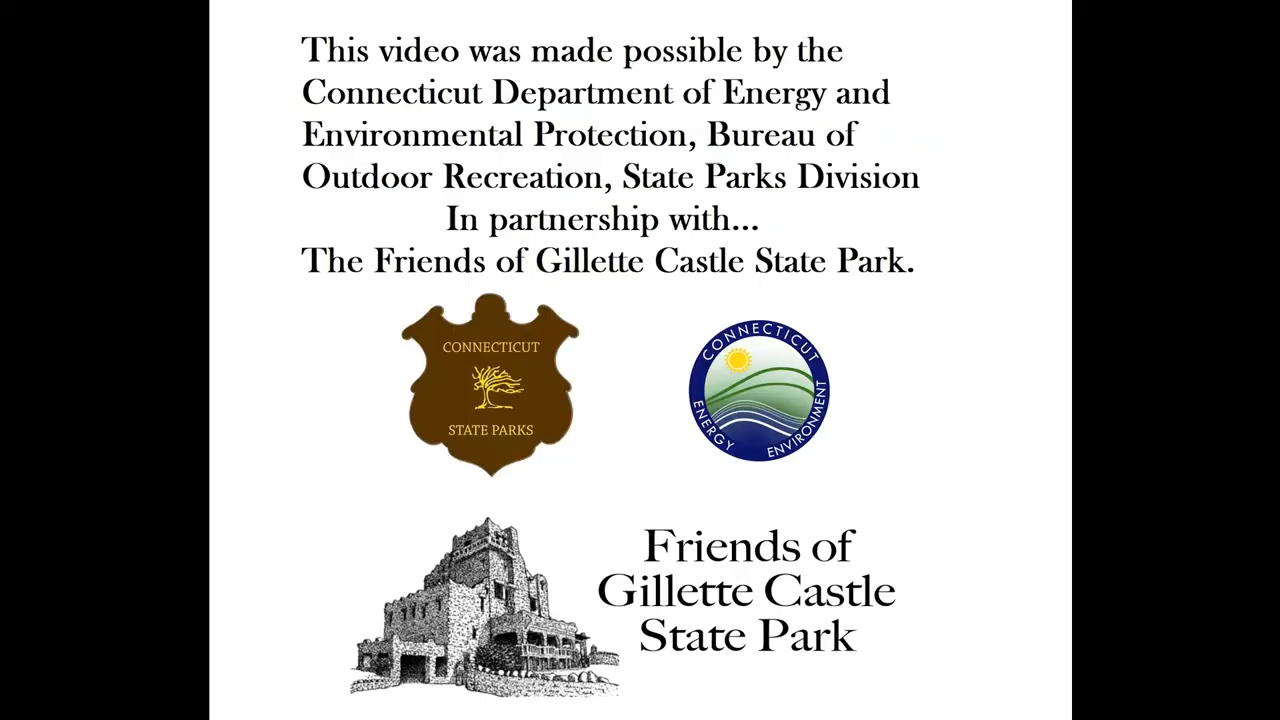 This video was made possible by the
Connecticut Department of Energy and
Environmental Protection, Bureau of
Outdoor Recreation, State Parks Division
In partnership with...
The Friends of Gillette Castle State Park.
CONNECTICUT
STATE PARKS
CONNECTICUT
ENERGY ENVIRONMENT
Friends of
Gillette Castle
State Park